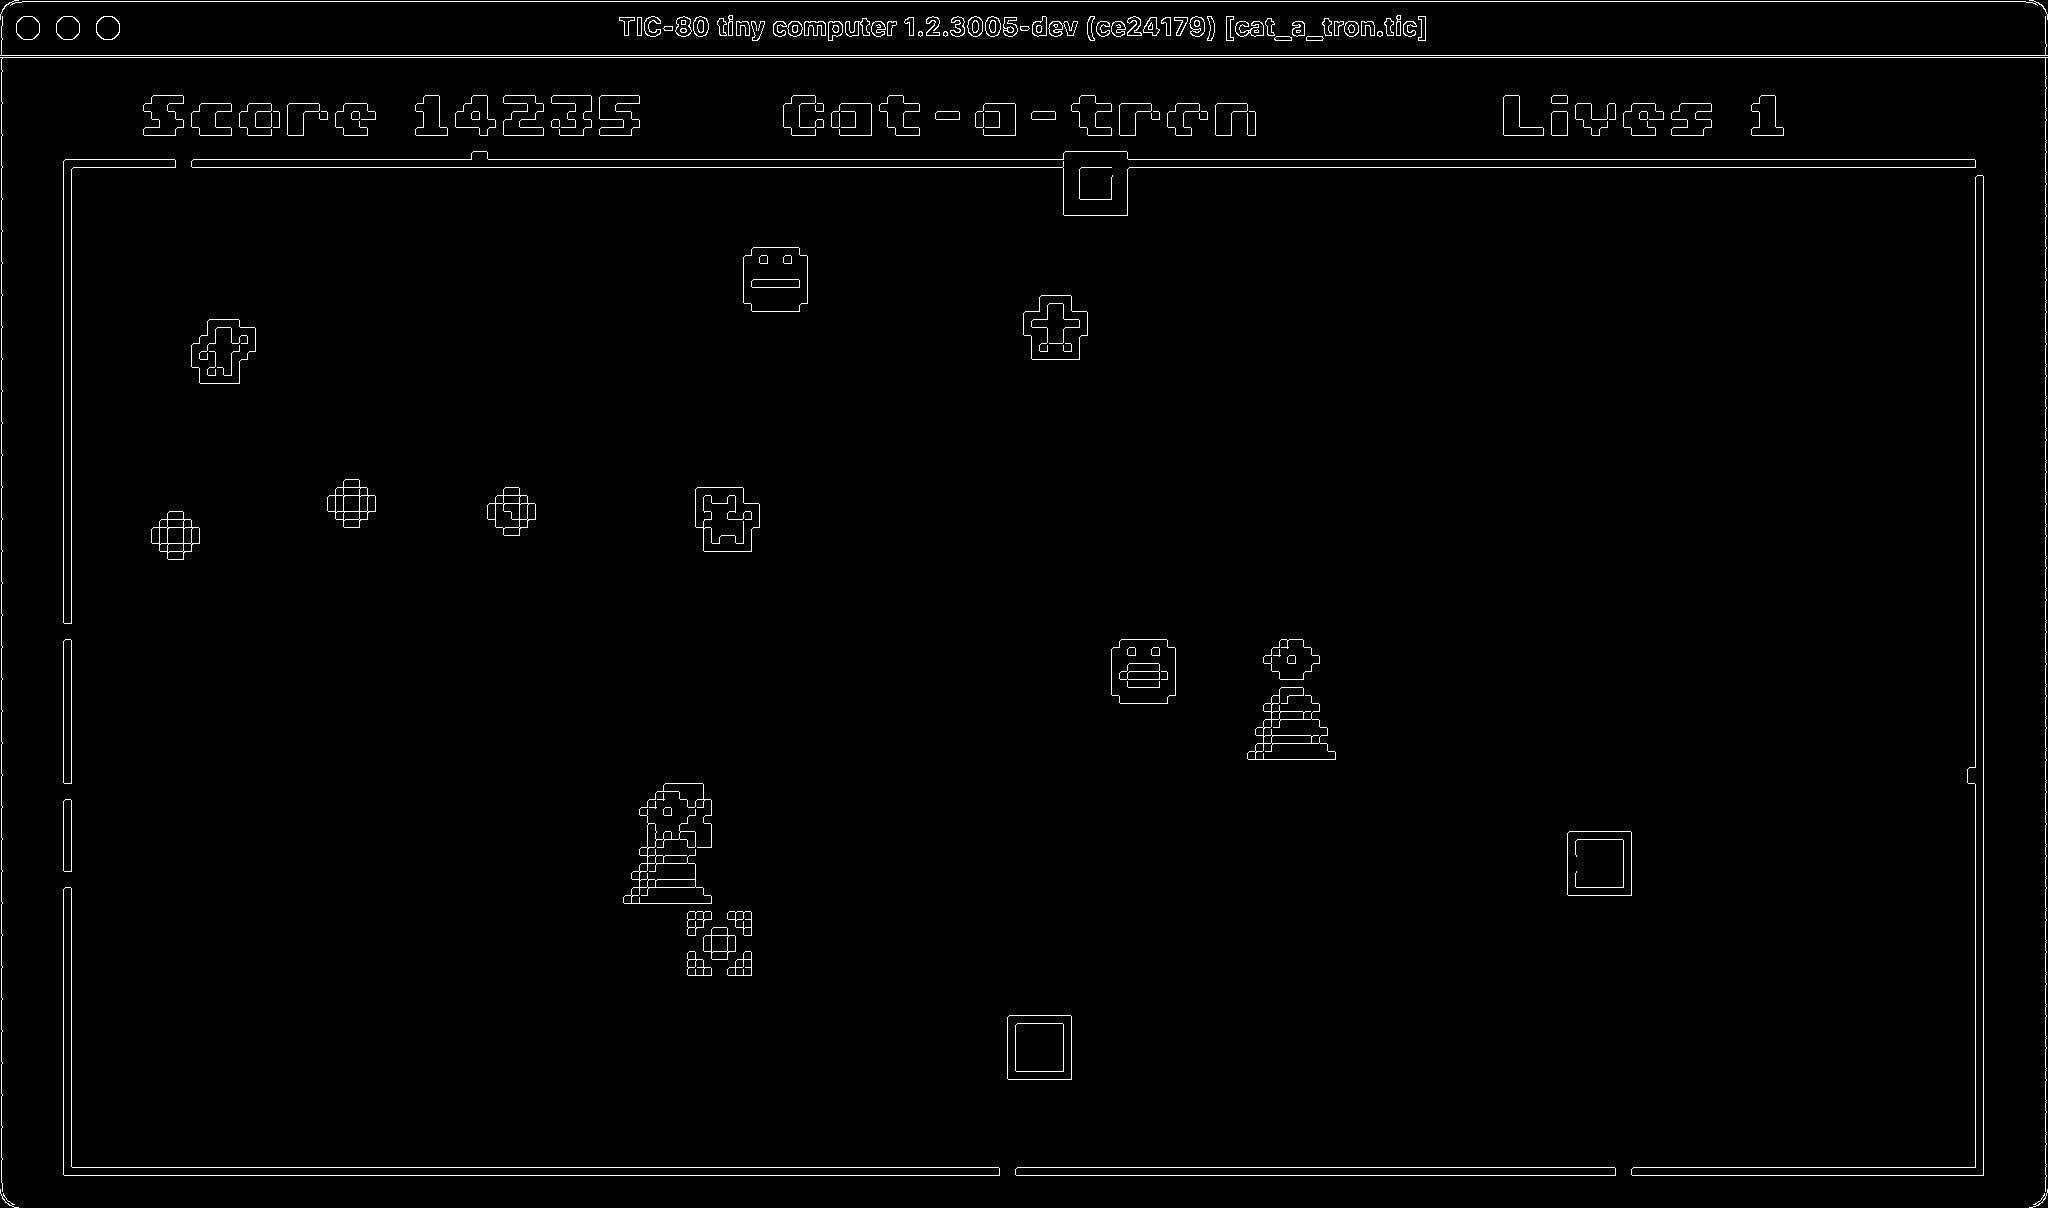 TIC-80 tiny computer 1.2.3005-dev (ce24179) [cat_a_tron.tic]
Score 14235 Cat-a-tron Lives 1